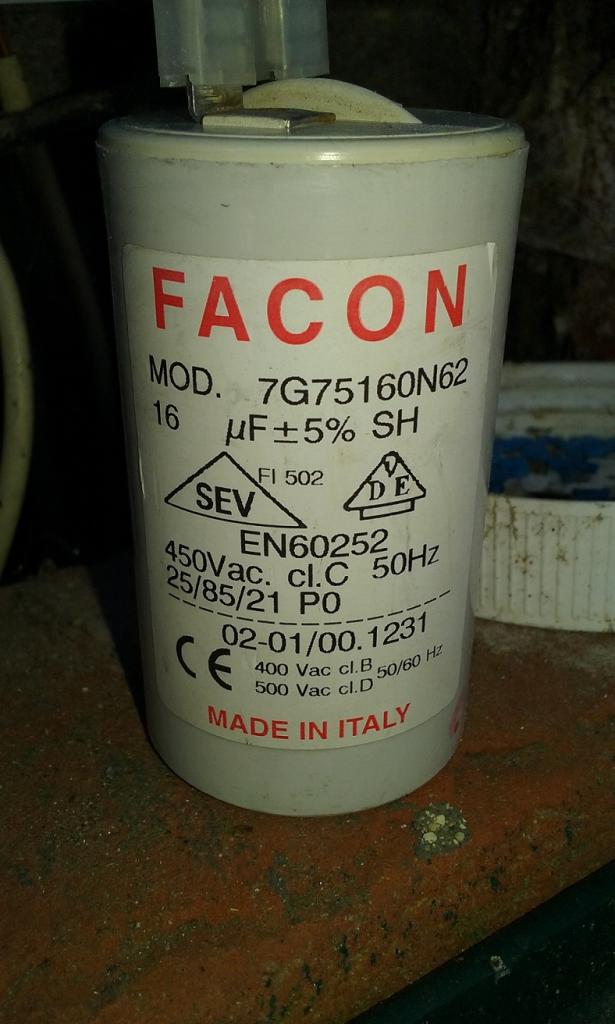 FACON
MOD. 7G75160N62
16 µF±5% SH
SEV FI 502 VDE
EN60252
450Vac. cl.C 50Hz
25/85/21 P0
02-01/00.1231
CE 400 Vac cl.B 50/60 Hz
500 Vac cl.D
MADE IN ITALY